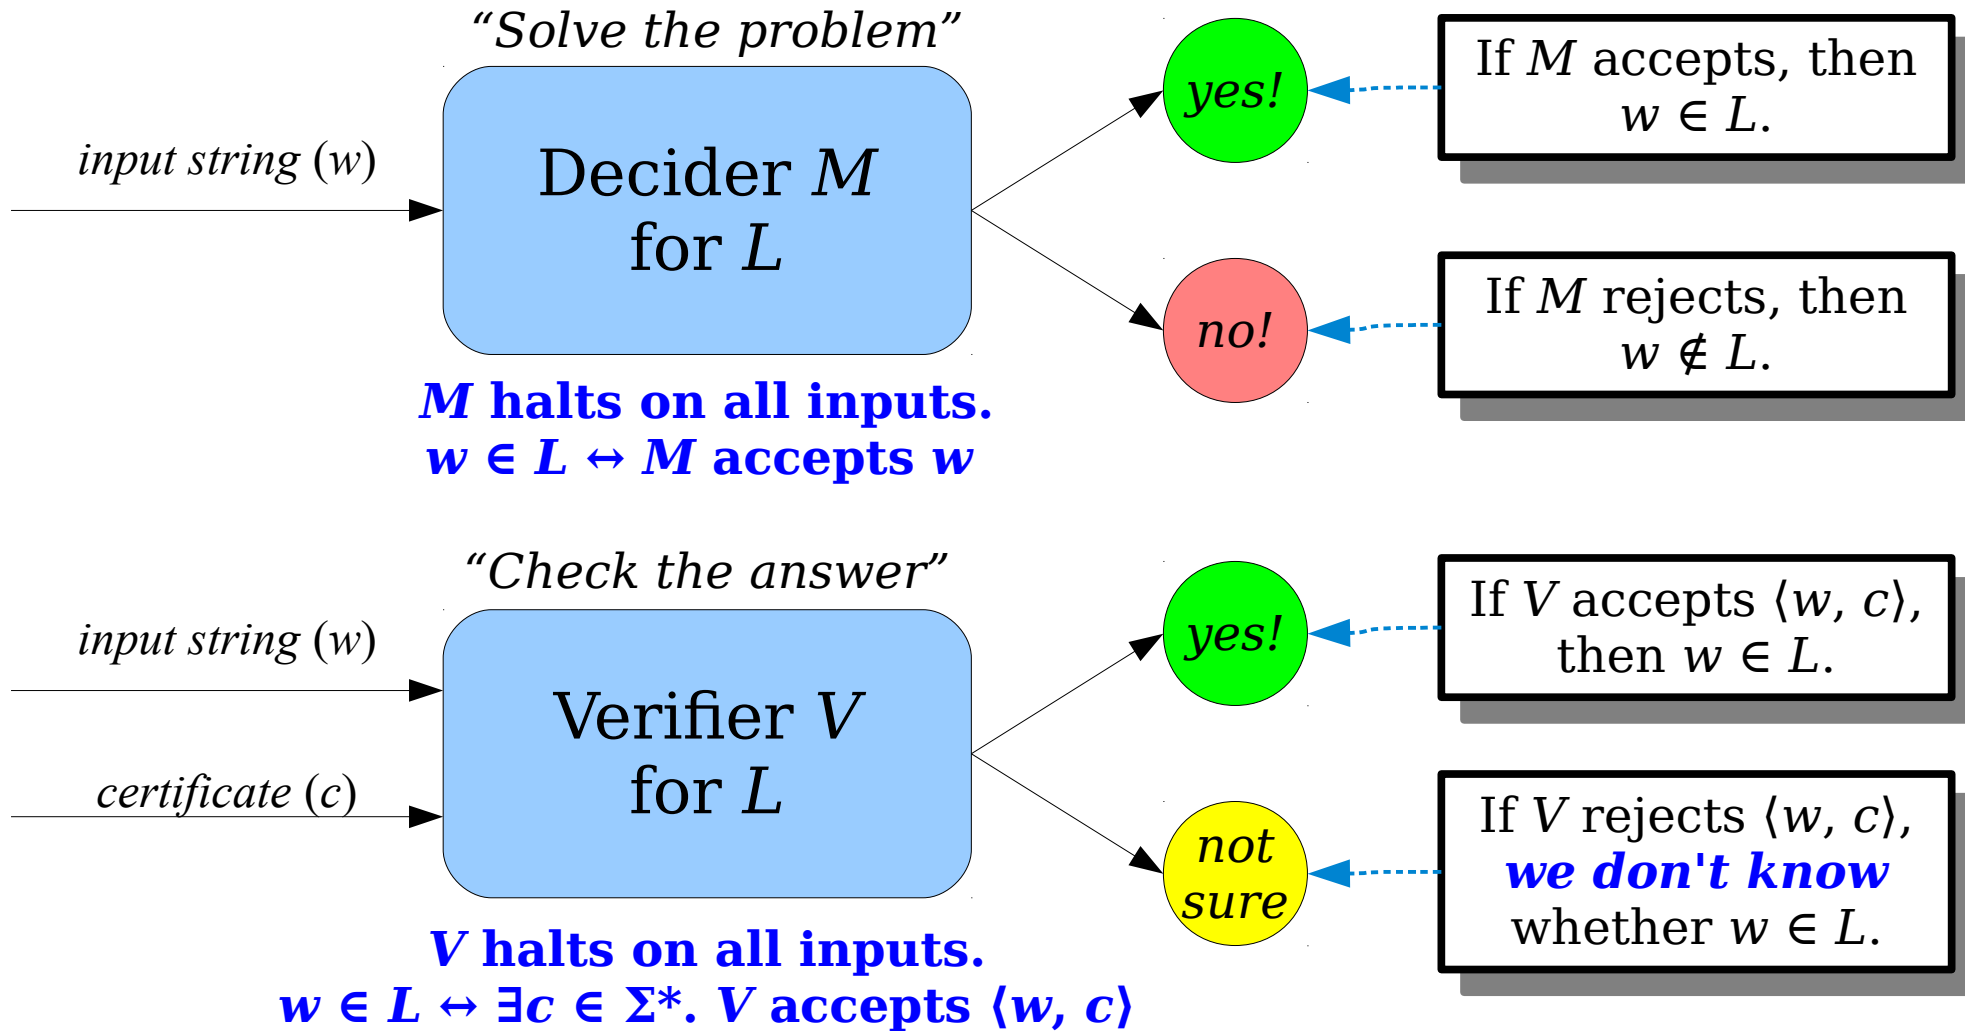 “Solve the problem”
input string (w)
Decider M
for L
yes!
no!
If M accepts, then
w ∈ L.
If M rejects, then
w ∉ L.
M halts on all inputs.
w ∈ L ↔ M accepts w
“Check the answer”
input string (w)
certificate (c)
Verifier V
for L
yes!
not
sure
If V accepts ⟨w, c⟩,
then w ∈ L.
If V rejects ⟨w, c⟩,
we don't know
whether w ∈ L.
V halts on all inputs.
w ∈ L ↔ ∃c ∈ Σ*. V accepts ⟨w, c⟩